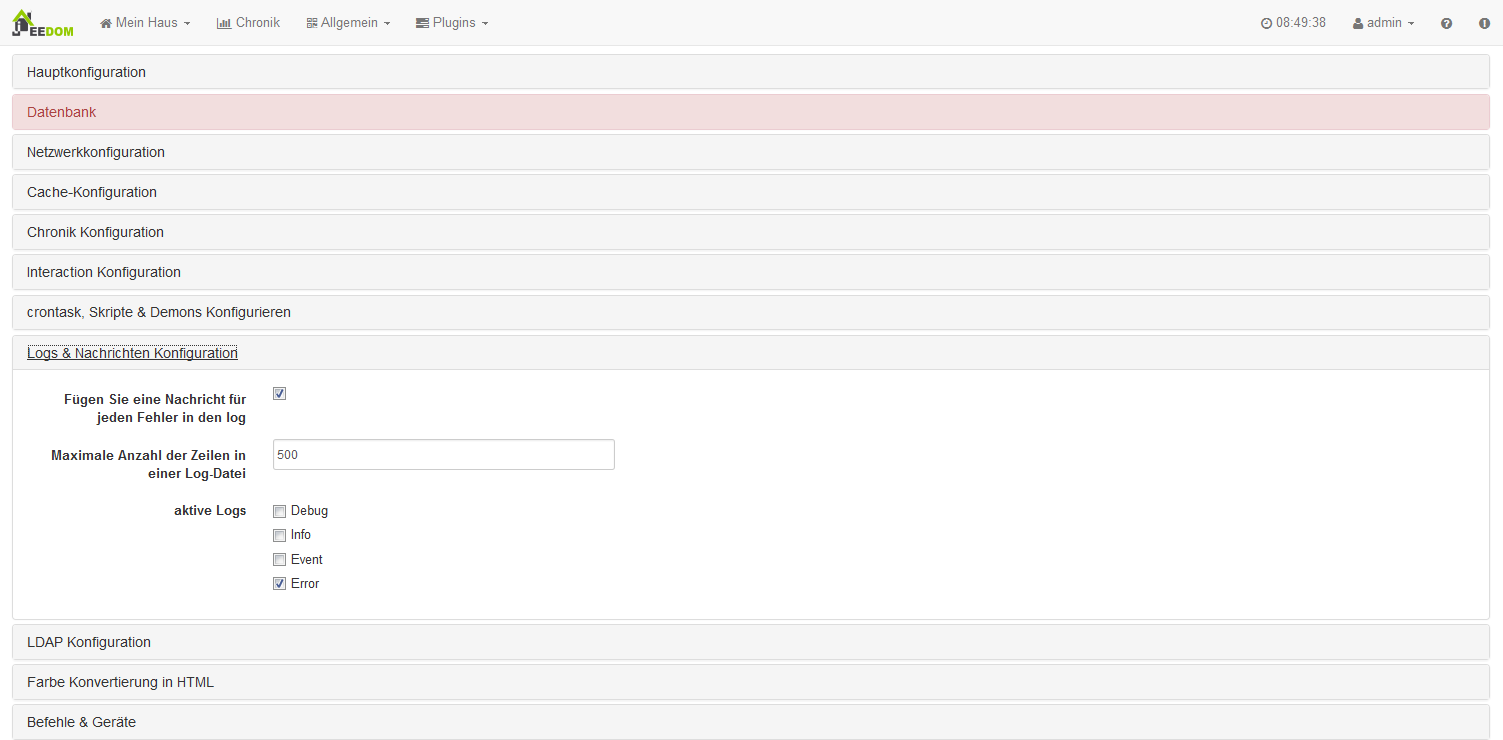 JEEDOM Mein Haus Chronik Allgemein Plugins 08:49:38 admin
Hauptkonfiguration
Datenbank
Netzwerkkonfiguration
Cache-Konfiguration
Chronik Konfiguration
Interaction Konfiguration
crontask, Skripte & Demons Konfigurieren
Logs & Nachrichten Konfiguration
Fügen Sie eine Nachricht für
jeden Fehler in den log
Maximale Anzahl der Zeilen in
einer Log-Datei
500
aktive Logs
Debug
Info
Event
Error
LDAP Konfiguration
Farbe Konvertierung in HTML
Befehle & Geräte